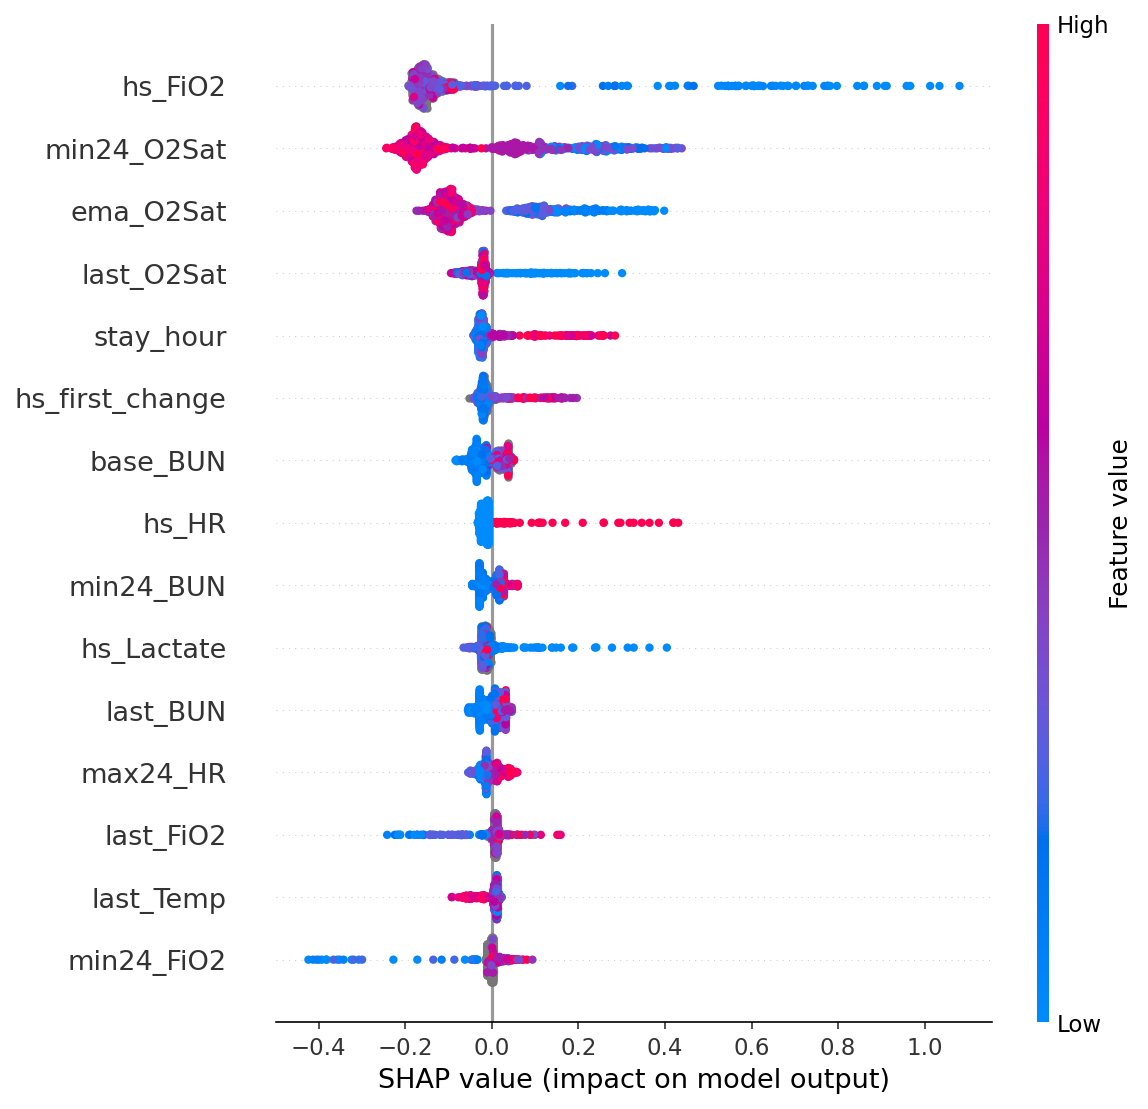 High
hs_FiO2
min24_O2Sat
ema_O2Sat
last_O2Sat
stay_hour
hs_first_change
base_BUN
hs_HR
min24_BUN
hs_Lactate
last_BUN
max24_HR
last_FiO2
last_Temp
min24_FiO2
Feature value
Low
−0.4 −0.2 0.0 0.2 0.4 0.6 0.8 1.0
SHAP value (impact on model output)